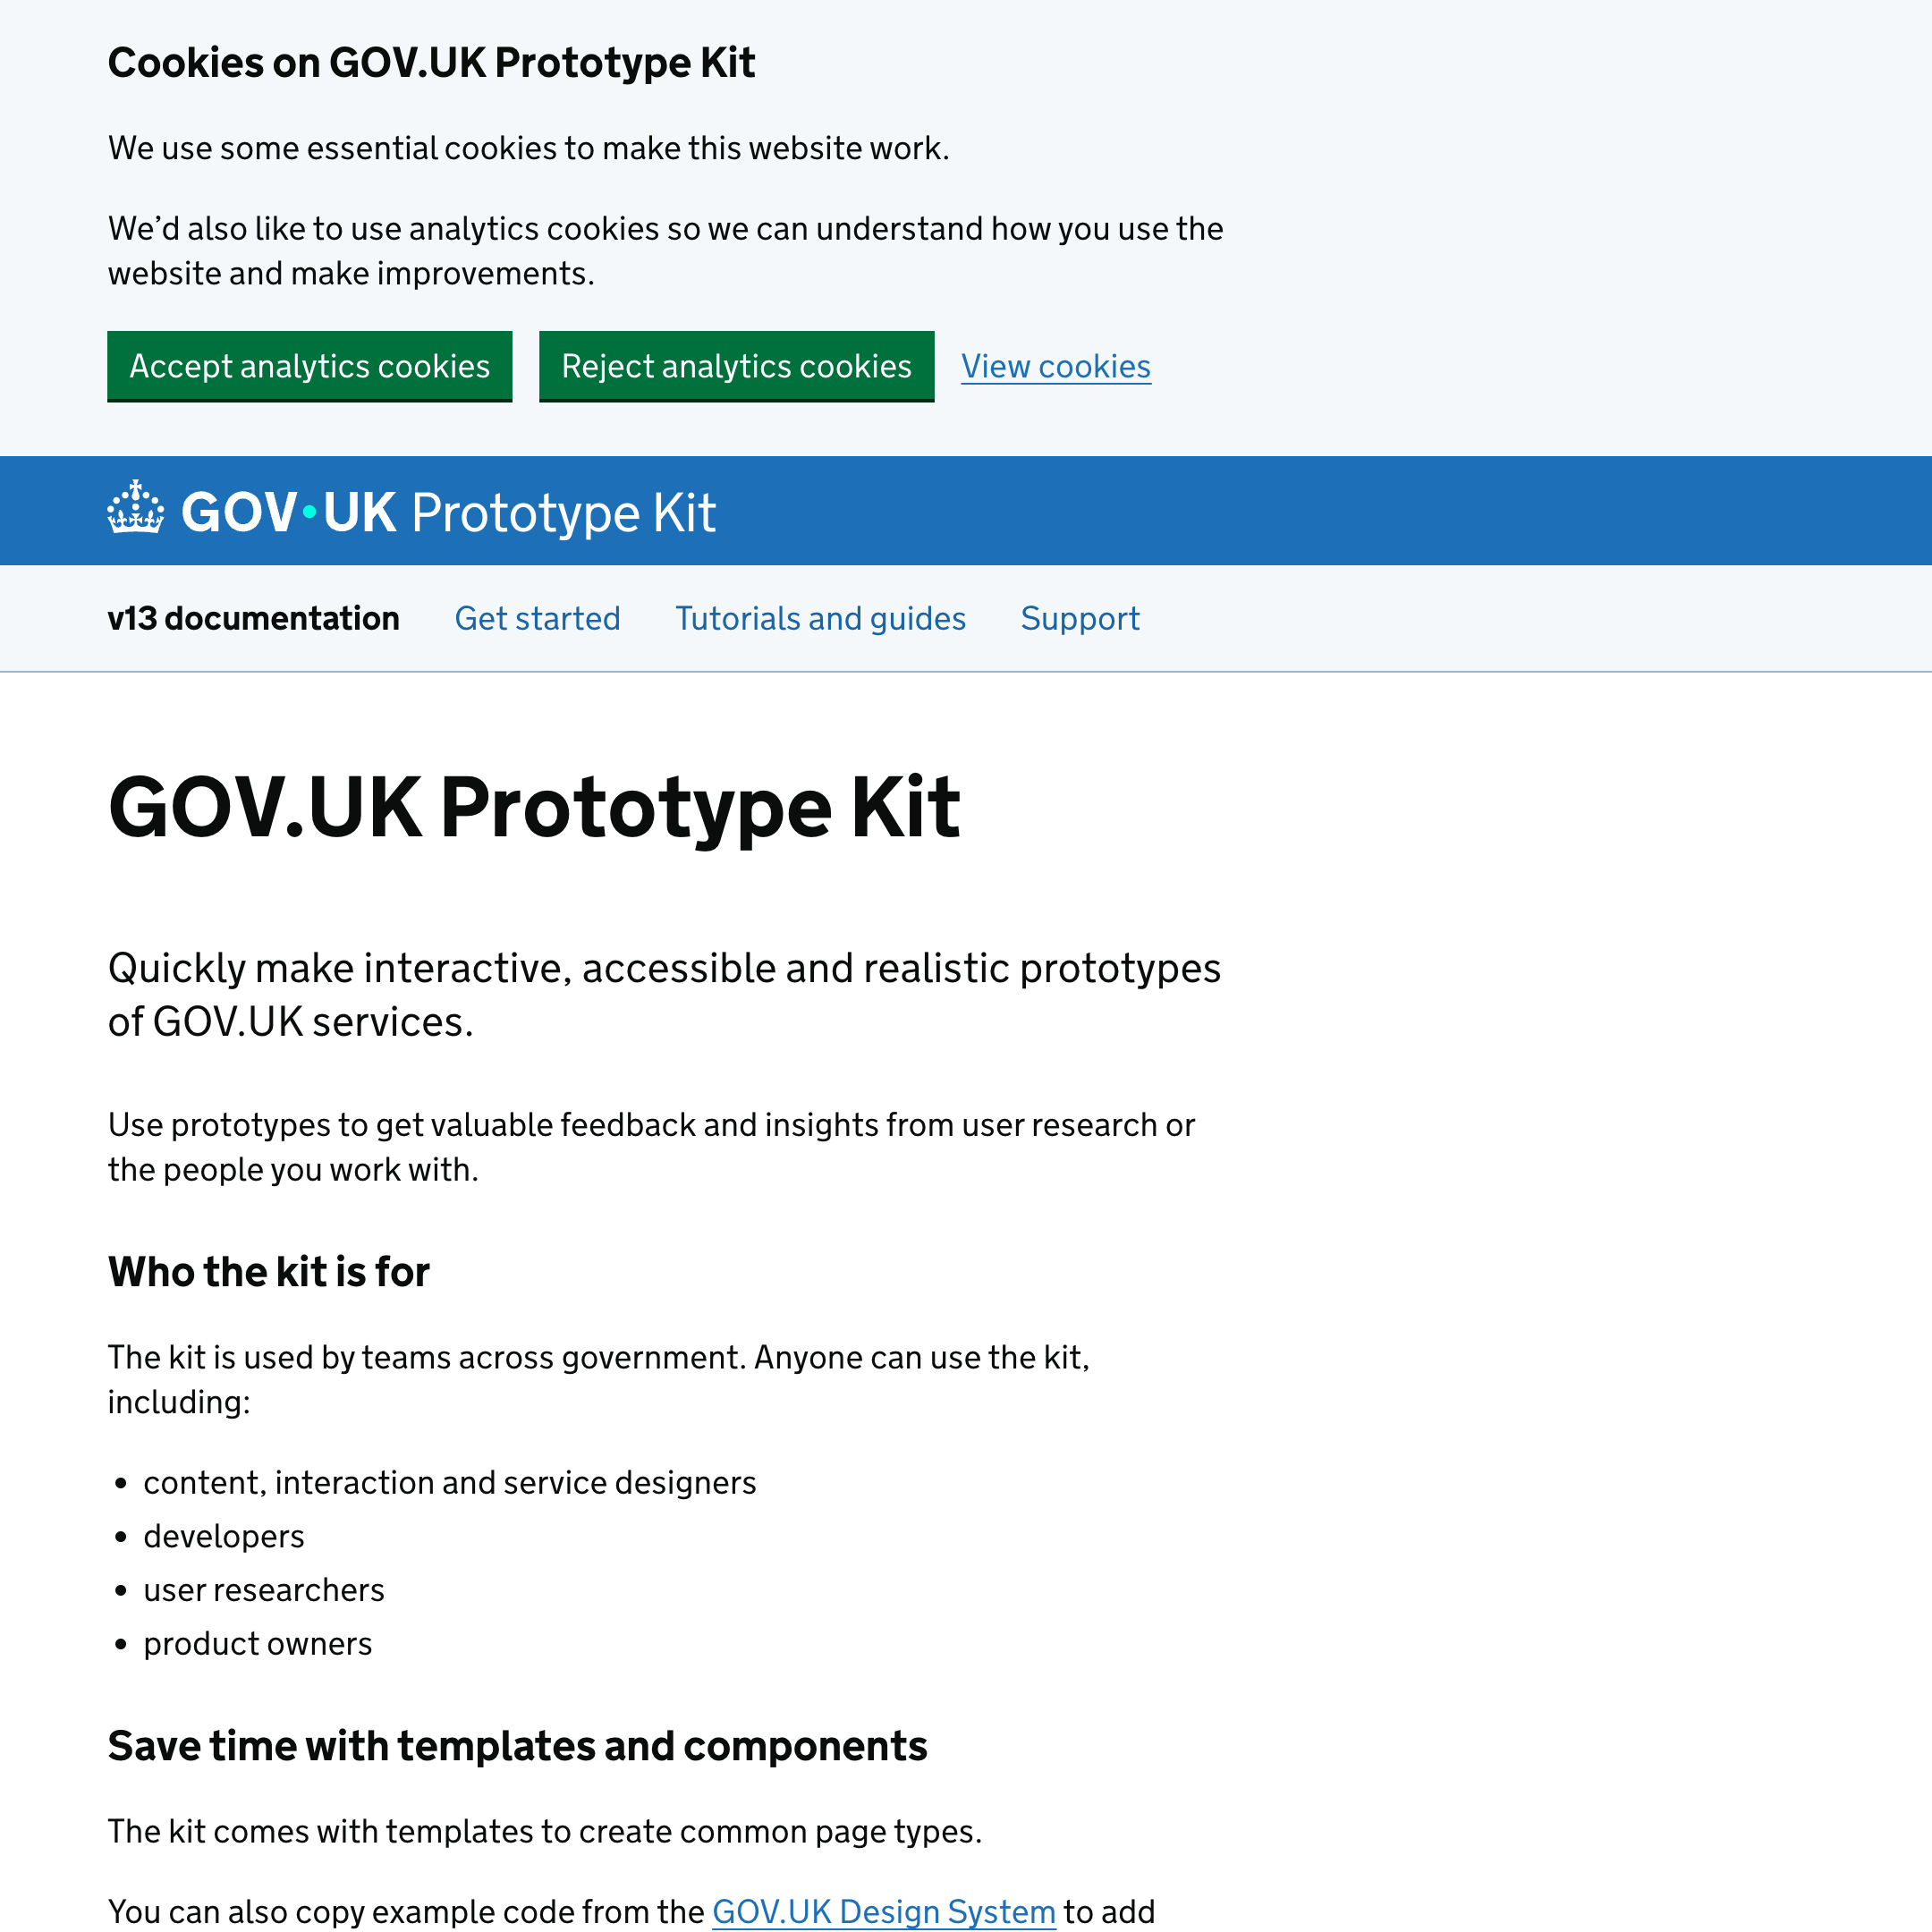 Cookies on GOV.UK Prototype Kit
We use some essential cookies to make this website work.
We’d also like to use analytics cookies so we can understand how you use the
website and make improvements.
Accept analytics cookies Reject analytics cookies View cookies
GOV•UK Prototype Kit
v13 documentation Get started Tutorials and guides Support
GOV.UK Prototype Kit
Quickly make interactive, accessible and realistic prototypes
of GOV.UK services.
Use prototypes to get valuable feedback and insights from user research or
the people you work with.
Who the kit is for
The kit is used by teams across government. Anyone can use the kit,
including:
• content, interaction and service designers
• developers
• user researchers
• product owners
Save time with templates and components
The kit comes with templates to create common page types.
You can also copy example code from the GOV.UK Design System to add